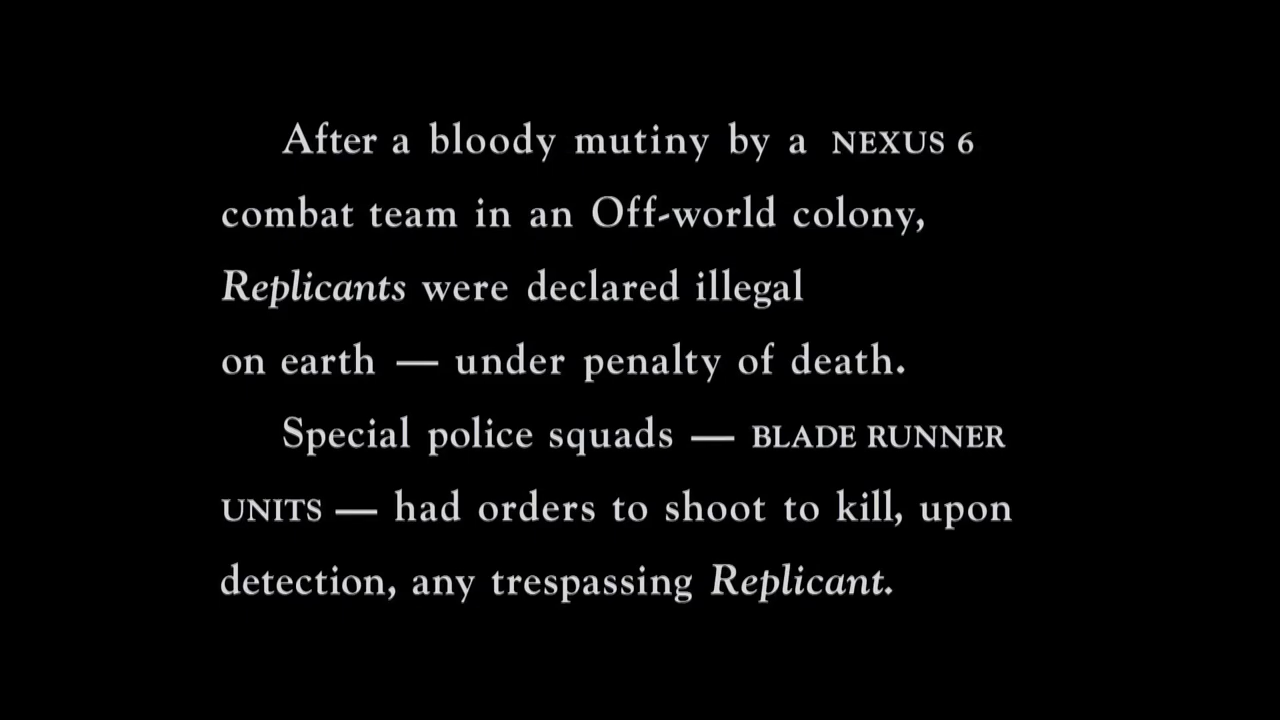 After a bloody mutiny by a NEXUS 6
combat team in an Off-world colony,
Replicants were declared illegal
on earth — under penalty of death.
Special police squads — BLADE RUNNER
UNITS — had orders to shoot to kill, upon
detection, any trespassing Replicant.